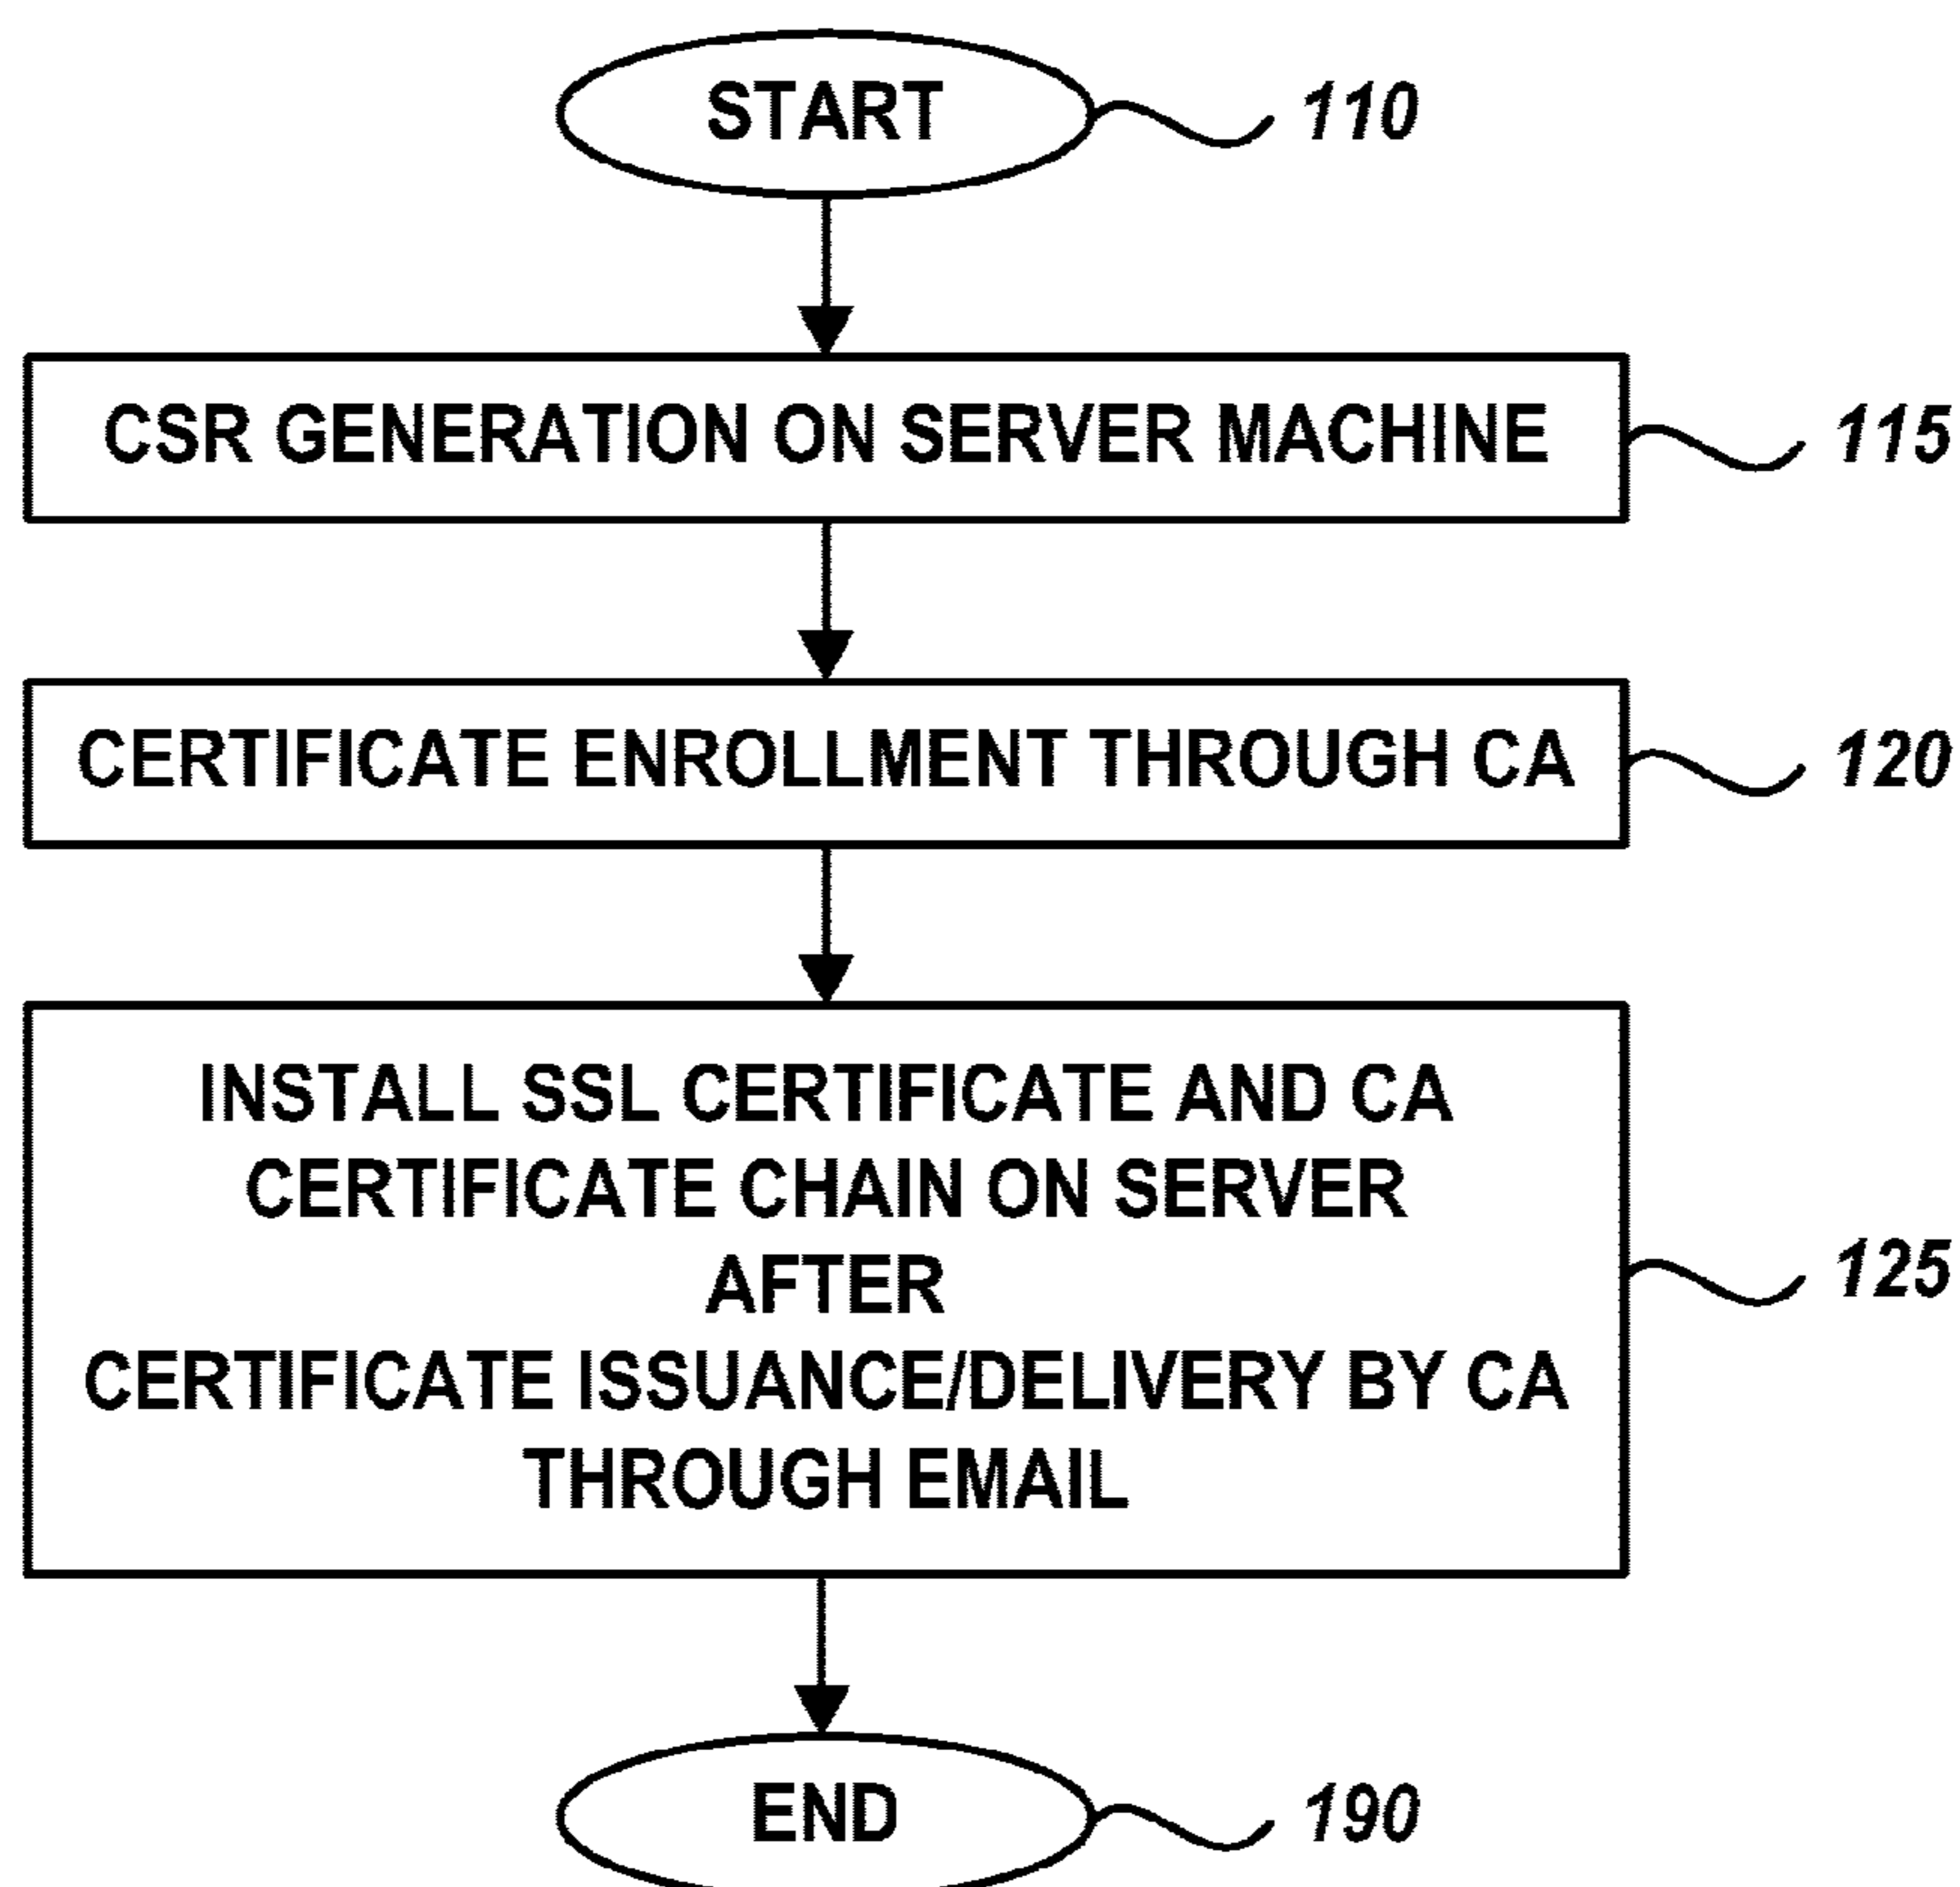 START 110
CSR GENERATION ON SERVER MACHINE 115
CERTIFICATE ENROLLMENT THROUGH CA 120
INSTALL SSL CERTIFICATE AND CA
CERTIFICATE CHAIN ON SERVER
AFTER 125
CERTIFICATE ISSUANCE/DELIVERY BY CA
THROUGH EMAIL
END 190